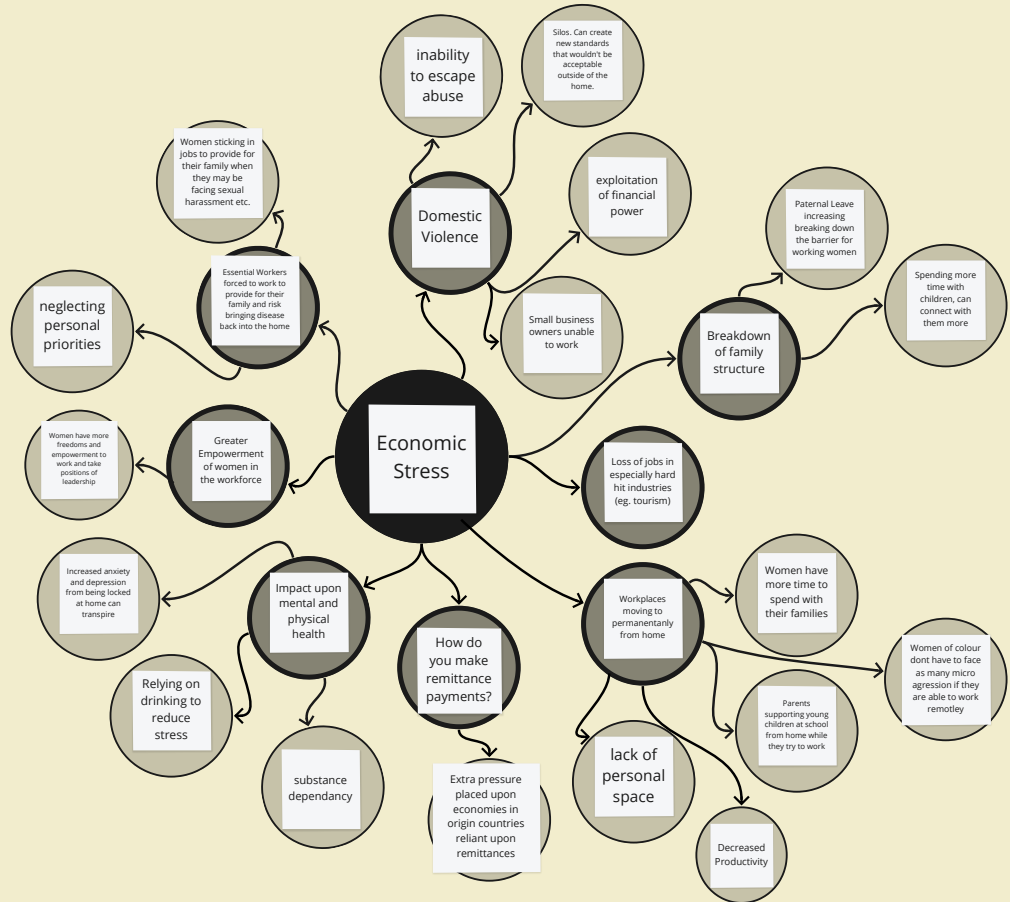 inability
to escape
abuse
Silos. Can create
new standards
that wouldn't be
acceptable
outside of the
home.
Women sticking in
jobs to provide for
their family when
they may be
facing sexual
harassment etc.
exploitation
of financial
power
Domestic
Violence
Paternal Leave
increasing
breaking down
the barrier for
working women
Essential Workers
forced to work to
provide for their
family and risk
bringing disease
back into the home
Spending more
time with
children, can
connect with
them more
neglecting
personal
priorities
Small business
owners unable
to work
Breakdown
of family
structure
Economic
Stress
Women have more
freedoms and
empowerment to
work and take
positions of
leadership
Greater
Empowerment
of women in
the workforce
Loss of jobs in
especially hard
hit industries
(eg. tourism)
Increased anxiety
and depression
from being locked
at home can
transpire
Impact upon
mental and
physical
health
Workplaces
moving to
permanentanly
from home
Women have
more time to
spend with
their families
How do
you make
remittance
payments?
Women of colour
dont have to face
as many micro
agression if they
are able to work
remotley
Relying on
drinking to
reduce
stress
Parents
supporting young
children at school
from home while
they try to work
substance
dependancy
lack of
personal
space
Extra pressure
placed upon
economies in
origin countries
reliant upon
remittances
Decreased
Productivity